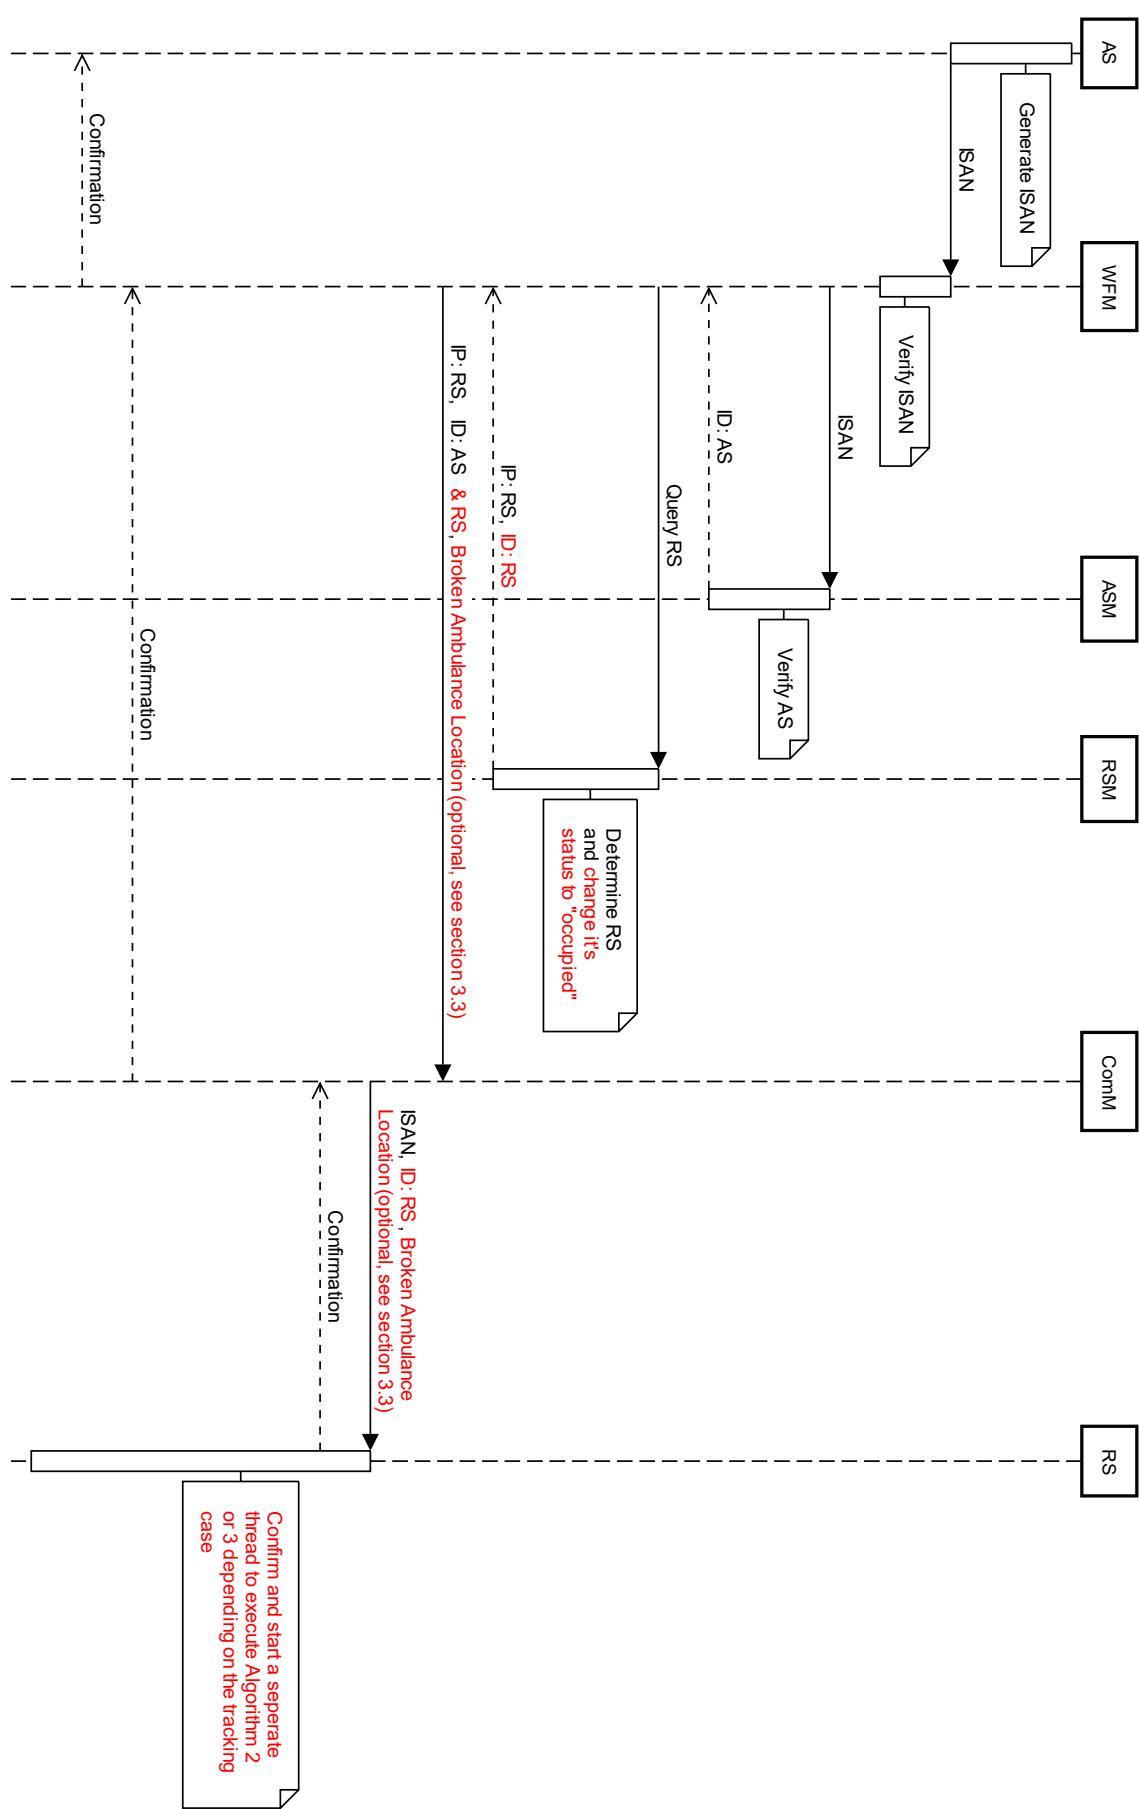 AS
WFM
ASM
RSM
ComM
RS
Generate ISAN
ISAN
Verify ISAN
ISAN
Verify AS
ID: AS
Query RS
Determine RS
and change it's
status to "occupied"
IP: RS, ID: RS
IP: RS, ID: AS & RS, Broken Ambulance Location (optional, see section 3.3)
ISAN, ID: RS , Broken Ambulance
Location (optional, see section 3.3)
Confirmation
Confirm and start a seperate
thread to execute Algorithm 2
or 3 depending on the tracking
case
Confirmation
Confirmation